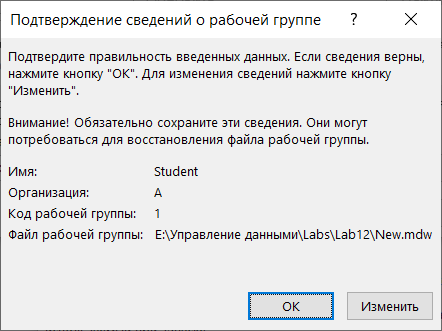 Подтверждение сведений о рабочей группе ?
Подтвердите правильность введенных данных. Если сведения верны,
нажмите кнопку "ОК". Для изменения сведений нажмите кнопку
"Изменить".
Внимание! Обязательно сохраните эти сведения. Они могут
потребоваться для восстановления файла рабочей группы.
Имя: Student
Организация: A
Код рабочей группы: 1
Файл рабочей группы: E:\Управление данными\Labs\Lab12\New.mdw
ОК Изменить